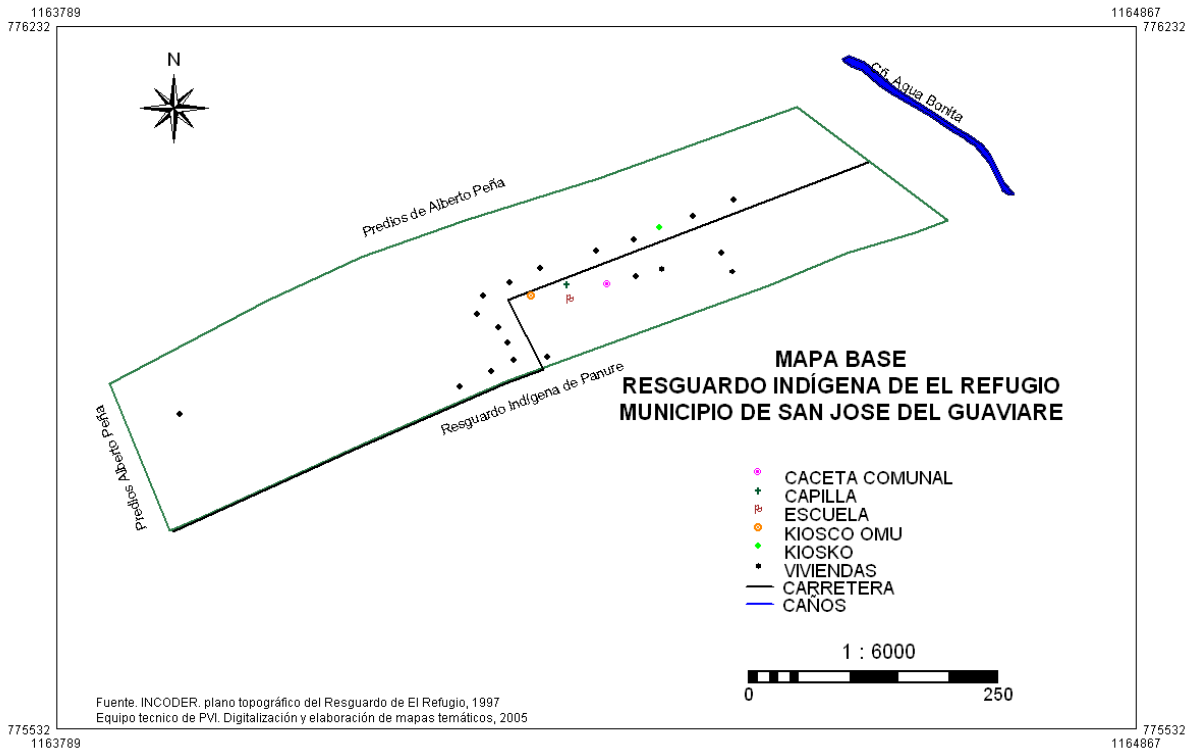 1163789
1164867
776232
776232
N
Cñ. Agua Bonita
Predios de Alberto Peña
Predios Alberto Peña
Resguardo Indígena de Panure
MAPA BASE
RESGUARDO INDÍGENA DE EL REFUGIO
MUNICIPIO DE SAN JOSE DEL GUAVIARE
CACETA COMUNAL
CAPILLA
ESCUELA
KIOSCO OMU
KIOSKO
VIVIENDAS
CARRETERA
CAÑOS
1 : 6000
0
250
Fuente. INCODER. plano topográfico del Resguardo de El Refugio, 1997
Equipo tecnico de PVI. Digitalización y elaboración de mapas temáticos, 2005
775532
775532
1163789
1164867